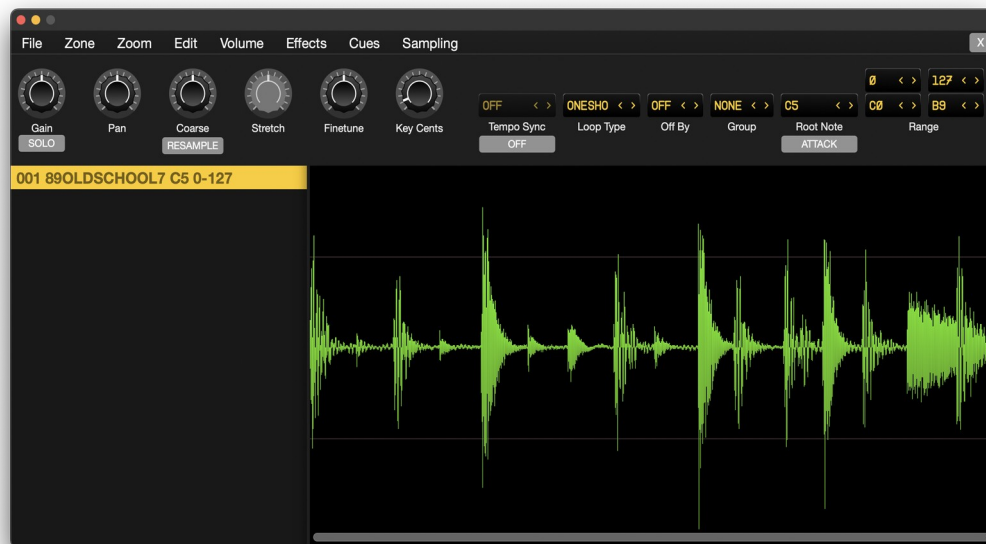 File Zone Zoom Edit Volume Effects Cues Sampling X
Ø < > 127 < >
OFF < > ONESHO < > OFF < > NONE < > C5 < > CØ < > B9 < >
Gain Pan Coarse Stretch Finetune Key Cents Tempo Sync Loop Type Off By Group Root Note Range
SOLO RESAMPLE OFF ATTACK
001 89OLDSCHOOL7 C5 0-127